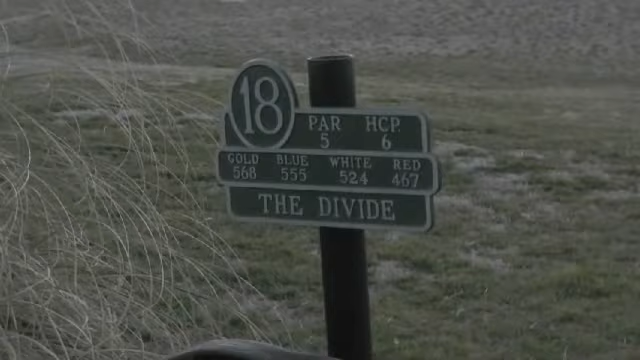 18
PAR HCP.
5 6
GOLD BLUE WHITE RED
568 555 524 467
THE DIVIDE